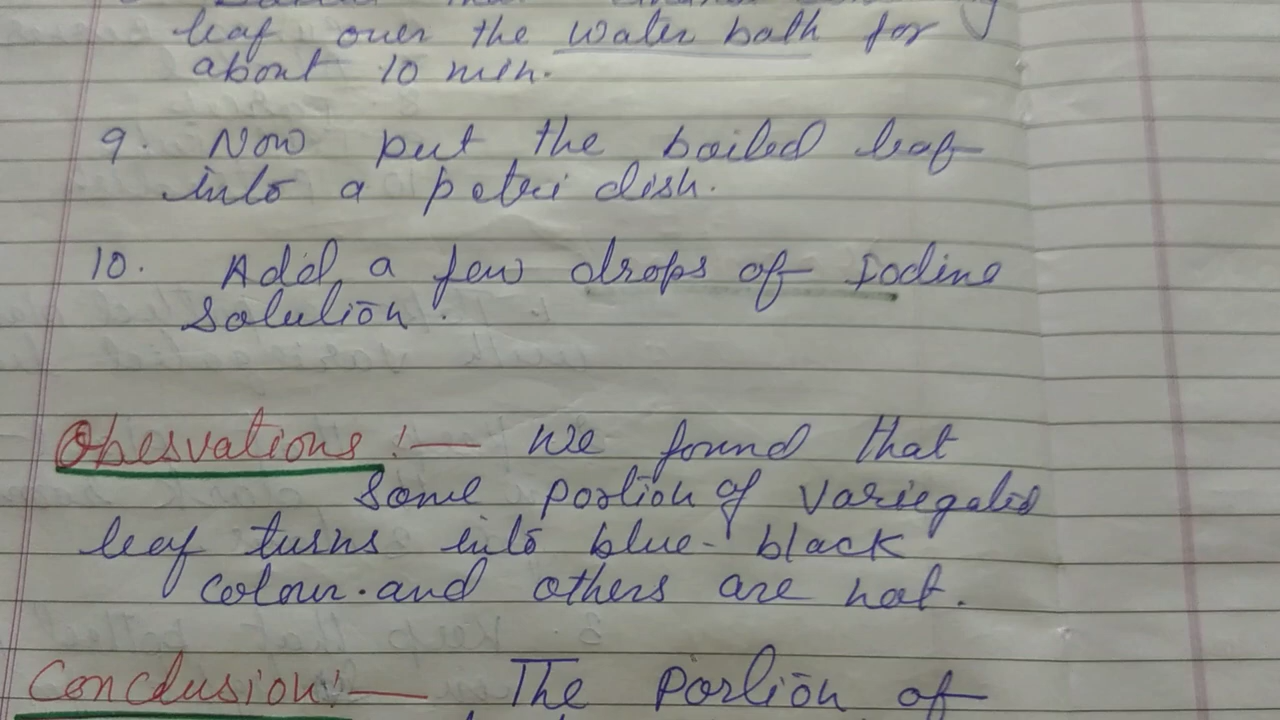 leaf over the water bath for
about 10 min.
9. Now put the boiled leaf
into a petri dish.
10. Add a few drops of Iodine
Solution.
Obesvations :— We found that
Some portion of variegated
leaf turns into blue-black
colour. and others are not.
Conclusion :— The Portion of